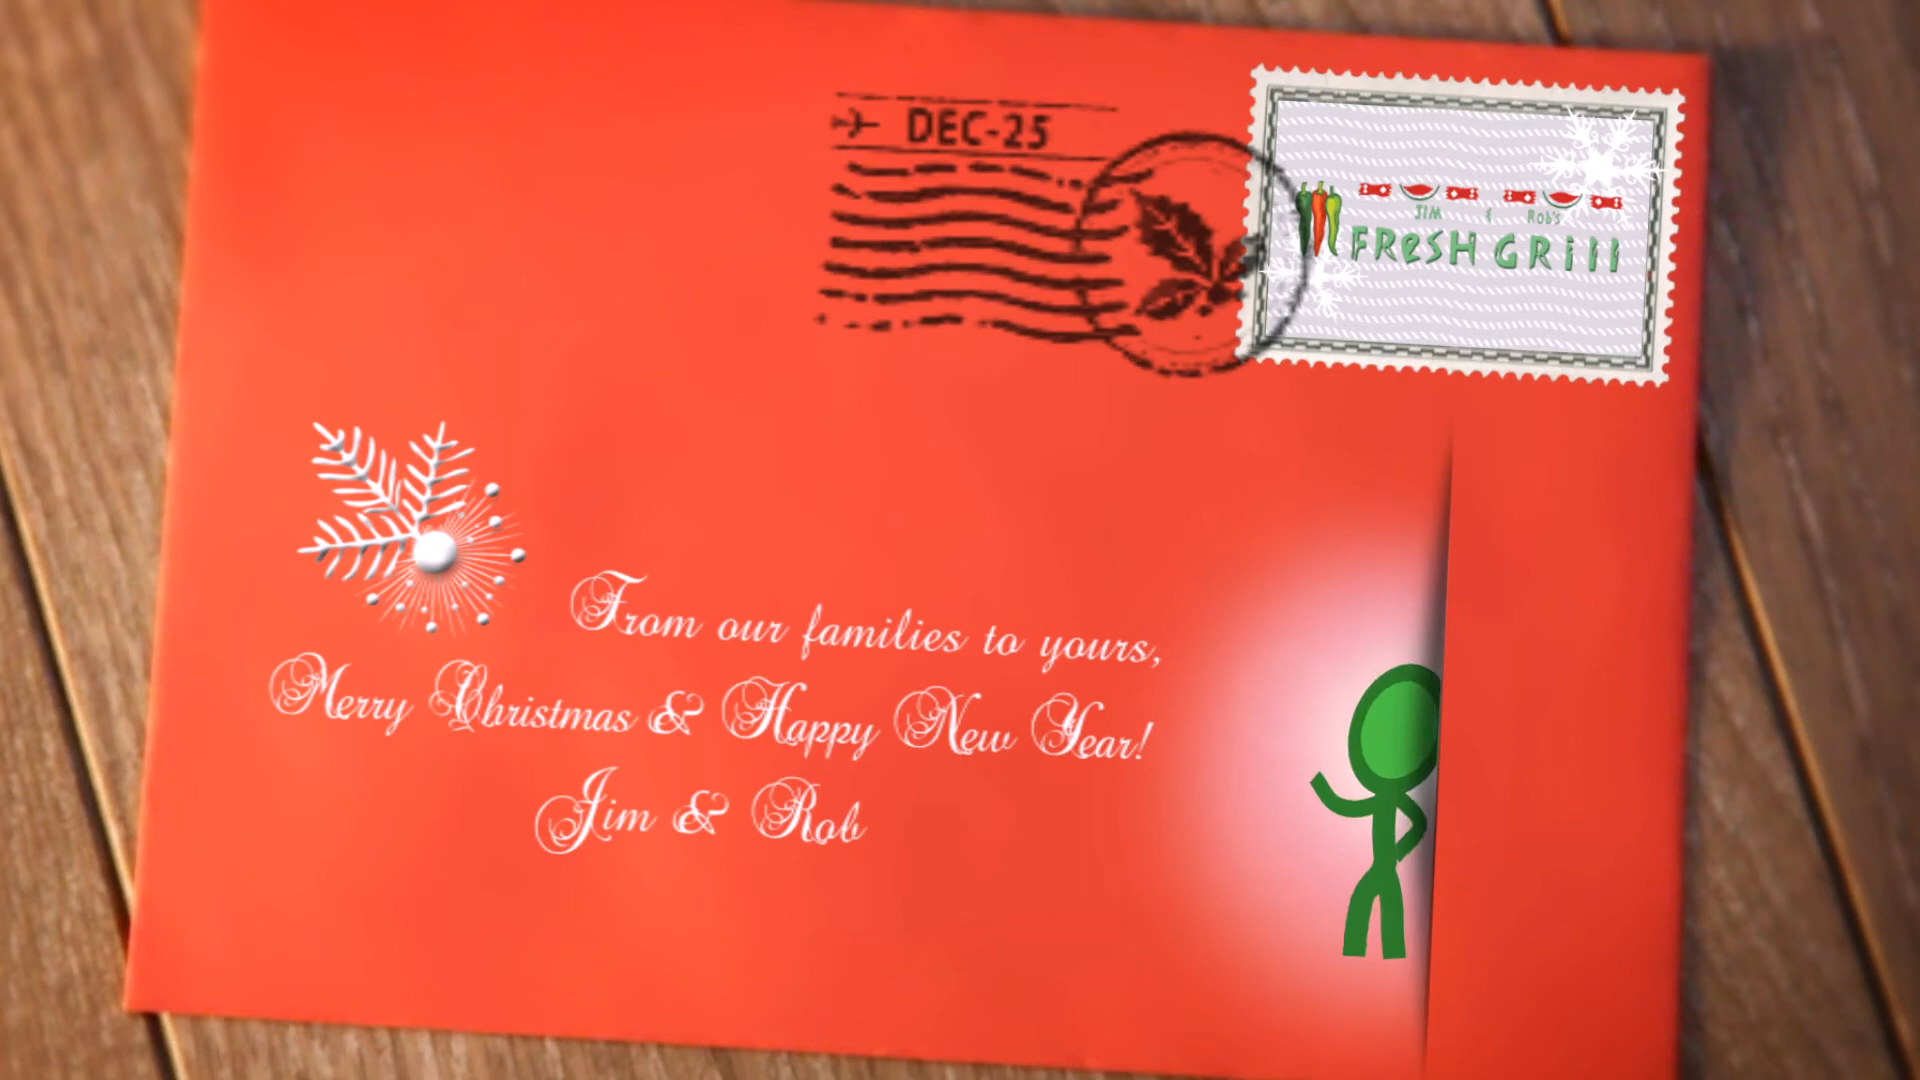 DEC-25
JIM & Rob's
FResH GRill
From our families to yours,
Merry Christmas & Happy New Year!
Jim & Rob